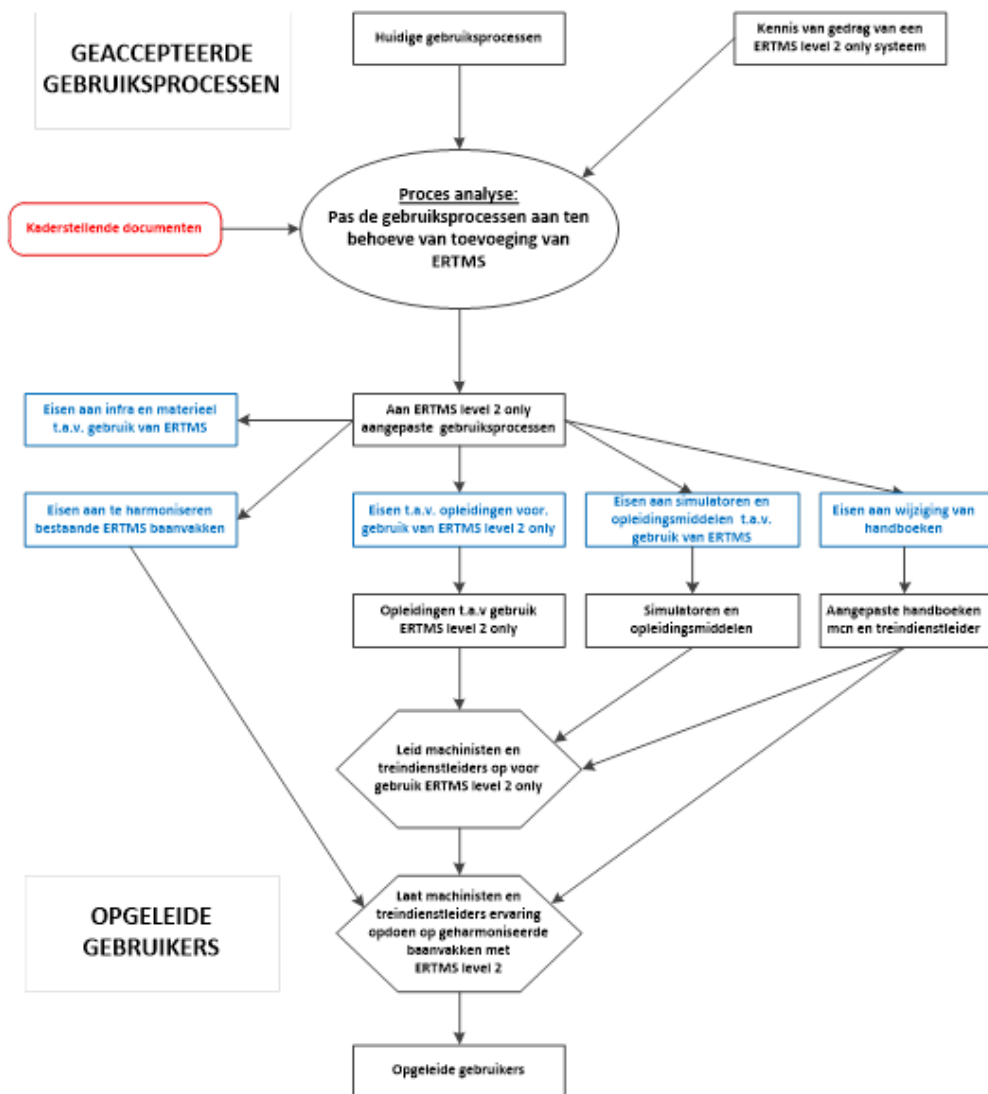 GEACCEPTEERDE
GEBRUIKSPROCESSEN
Huidige gebruiksprocessen
Kennis van gedrag van een
ERTMS level 2 only systeem
Kaderstellende documenten
Proces analyse:
Pas de gebruiksprocessen aan ten
behoeve van toevoeging van
ERTMS
Eisen aan infra en materieel
t.a.v. gebruik van ERTMS
Aan ERTMS level 2 only
aangepaste gebruiksprocessen
Eisen aan te harmoniseren
bestaande ERTMS baanvakken
Eisen t.a.v. opleidingen voor.
gebruik van ERTMS level 2 only
Eisen aan simulatoren en
opleidingsmiddelen t.a.v.
gebruik van ERTMS
Eisen aan wijziging van
handboeken
Opleidingen t.a.v gebruik
ERTMS level 2 only
Simulatoren en
opleidingsmiddelen
Aangepaste handboeken
mcn en treindienstleider
Leid machinisten en
treindienstleiders op voor
gebruik ERTMS level 2 only
OPGELEIDE
GEBRUIKERS
Laat machinisten en
treindienstleiders ervaring
opdoen op geharmoniseerde
baanvakken met
ERTMS level 2
Opgeleide gebruikers